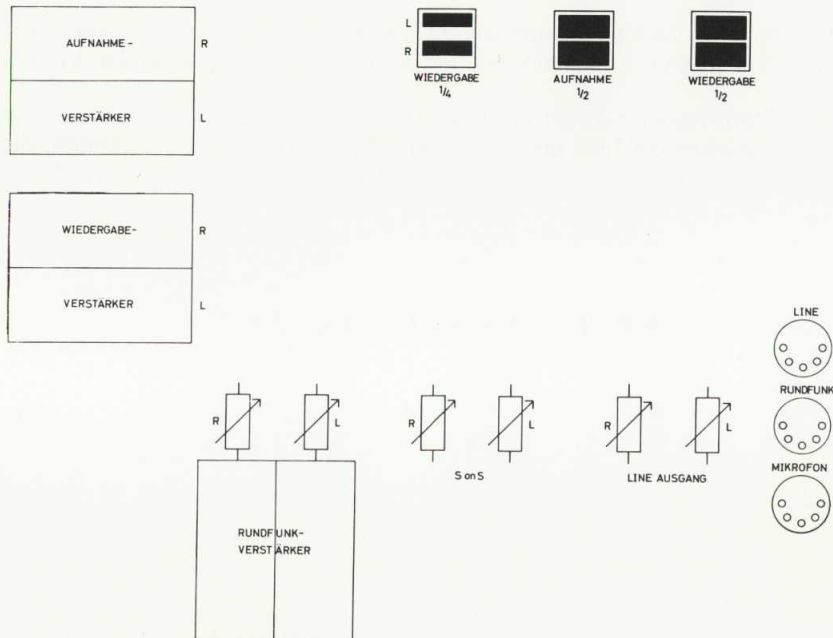 AUFNAHME-
R
VERSTÄRKER
L
L
R
WIEDERGABE
1/4
AUFNAHME
1/2
WIEDERGABE
1/2
WIEDERGABE-
R
VERSTÄRKER
L
LINE
RUNDFUNK
MIKROFON
R
L
R
L
S on S
R
L
LINE AUSGANG
RUNDFUNK-
VERSTÄRKER